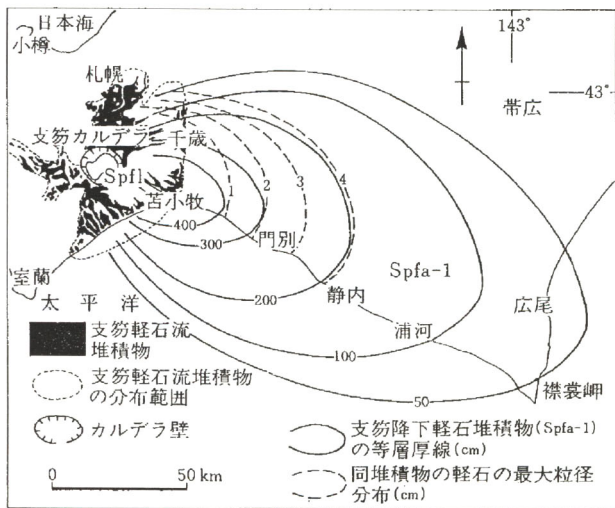 日本海
小樽
札幌
143°
43°
帯広
支笏カルデラ
千歳
Spfl
苫小牧
1
2
3
4
400
300
門別
200
Spfa-1
静内
室蘭
太平洋
浦河
広尾
100
50
襟裳岬
支笏軽石流
堆積物
支笏軽石流堆積物
の分布範囲
カルデラ壁
0 50 km
支笏降下軽石堆積物(Spfa-1)
の等層厚線(cm)
同堆積物の軽石の最大粒径
分布(cm)